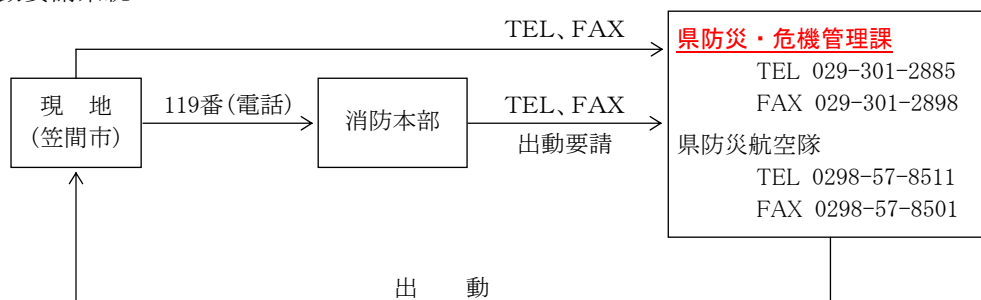 TEL、FAX
県防災・危機管理課
TEL 029-301-2885
FAX 029-301-2898
現　地
(笠間市)
119番(電話)
消防本部
TEL、FAX
出動要請
県防災航空隊
TEL 0298-57-8511
FAX 0298-57-8501
出　　動